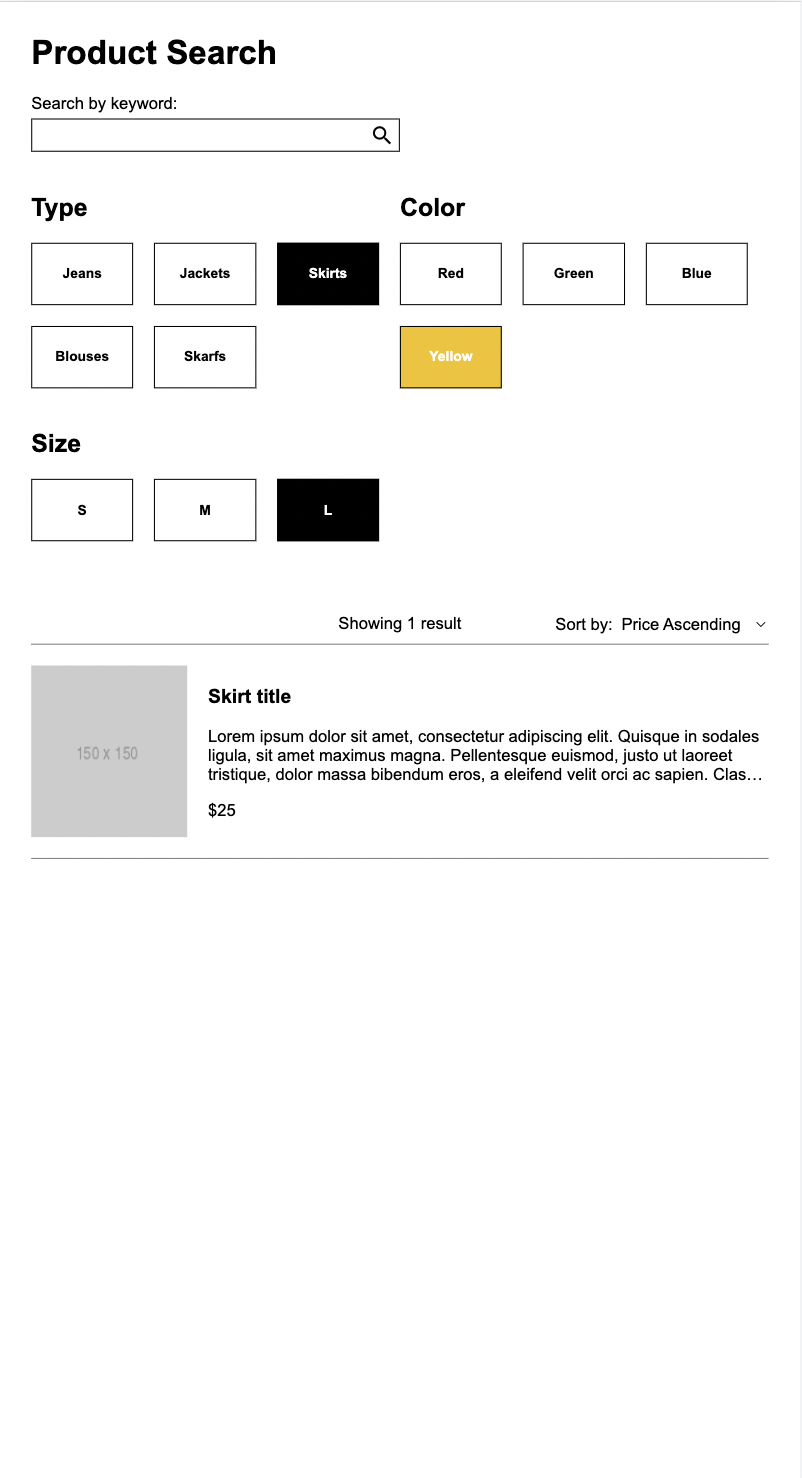 Product Search
Search by keyword:
Type
Jeans
Jackets
Skirts
Blouses
Skarfs
Color
Red
Green
Blue
Yellow
Size
S
M
L
Showing 1 result
Sort by: Price Ascending
150 x 150
Skirt title
Lorem ipsum dolor sit amet, consectetur adipiscing elit. Quisque in sodales
ligula, sit amet maximus magna. Pellentesque euismod, justo ut laoreet
tristique, dolor massa bibendum eros, a eleifend velit orci ac sapien. Clas…
$25